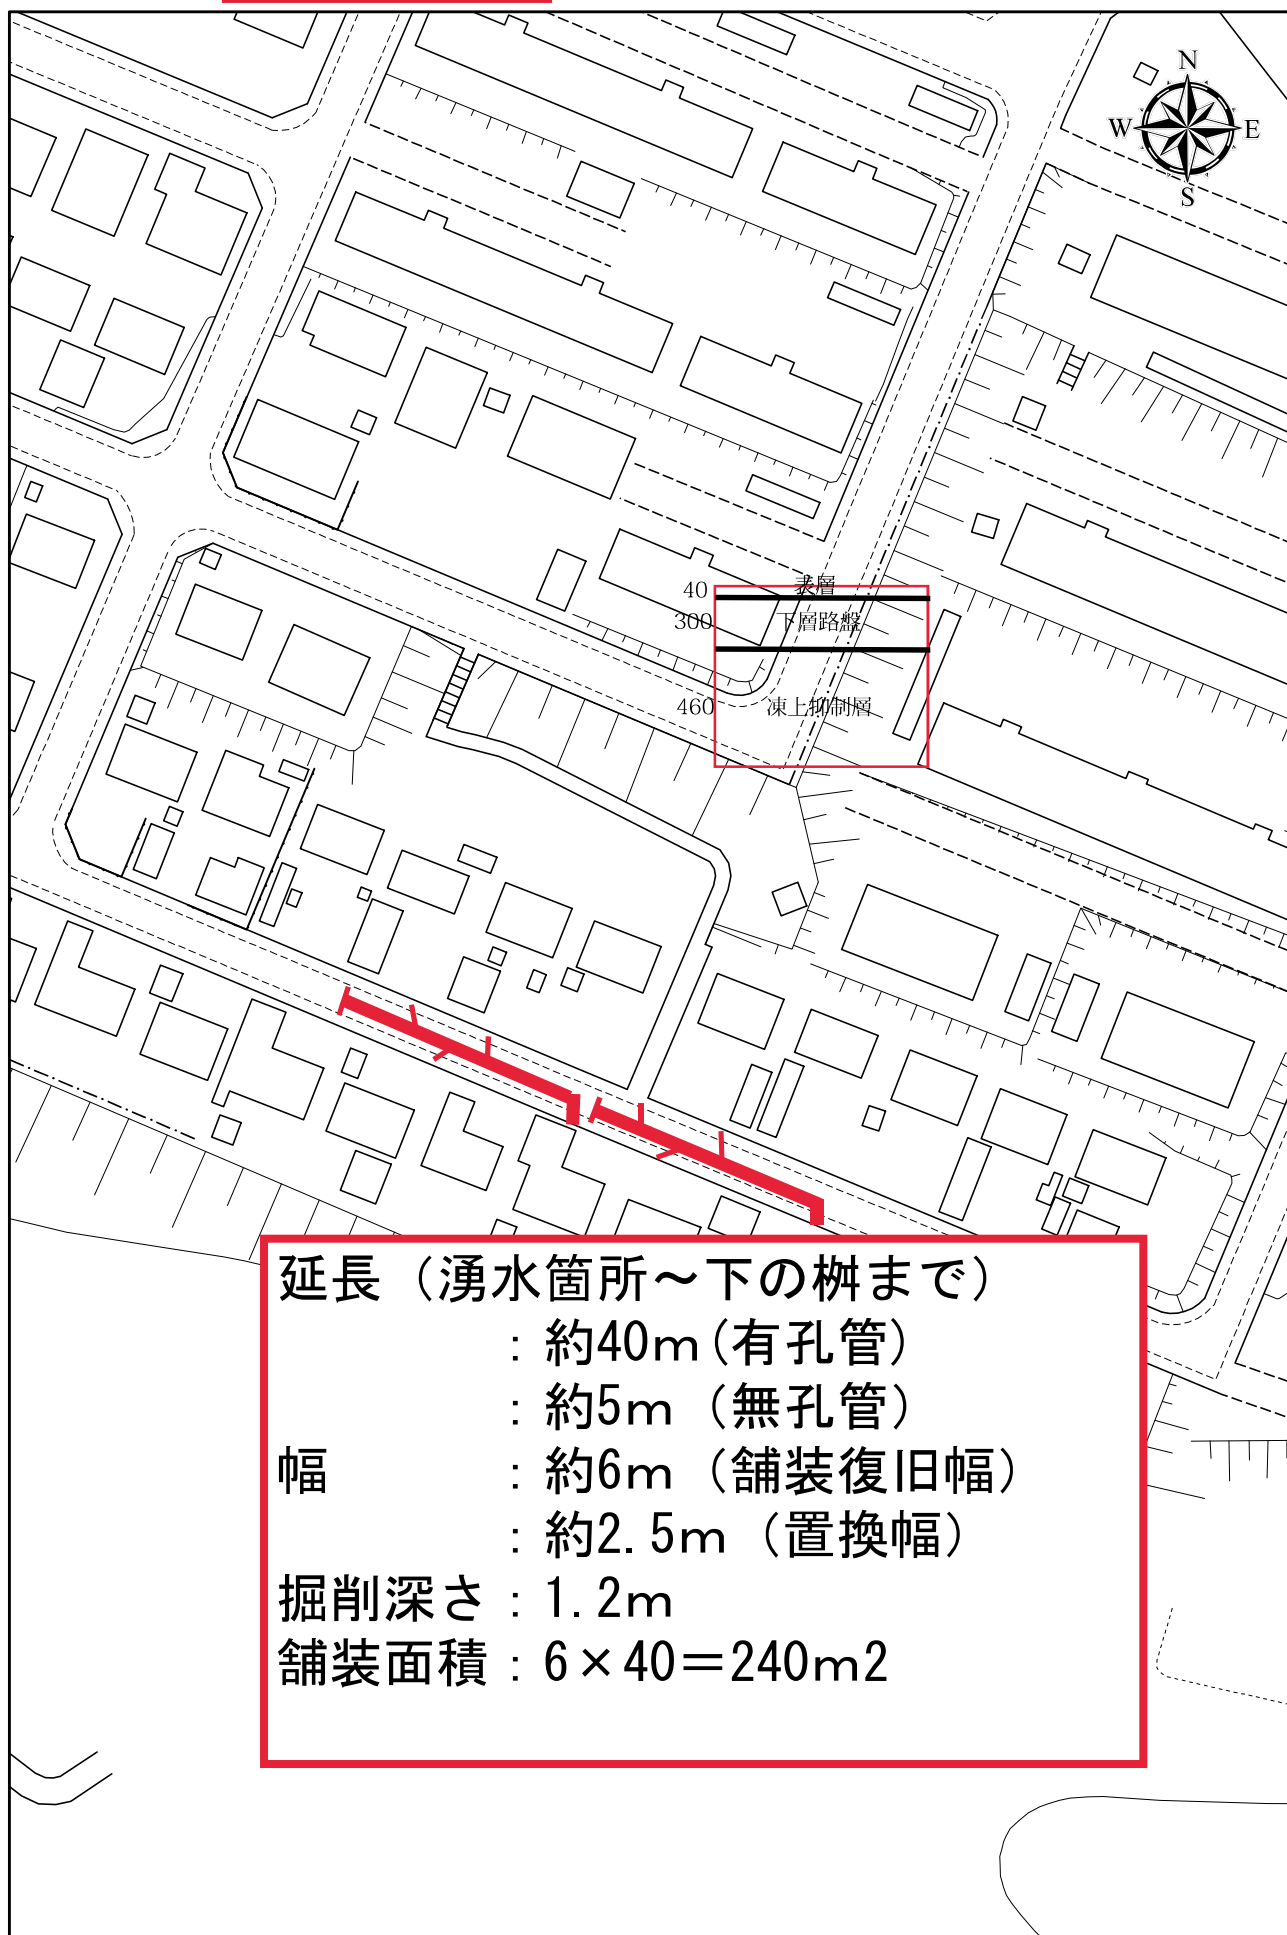 N
W E
S
40 表層
300 下層路盤
460 凍上抑制層
延長（湧水箇所～下の桝まで）
：約40m（有孔管）
：約5m（無孔管）
幅：約6m（舗装復旧幅）
：約2.5m（置換幅）
掘削深さ：1.2m
舗装面積：6×40＝240m2